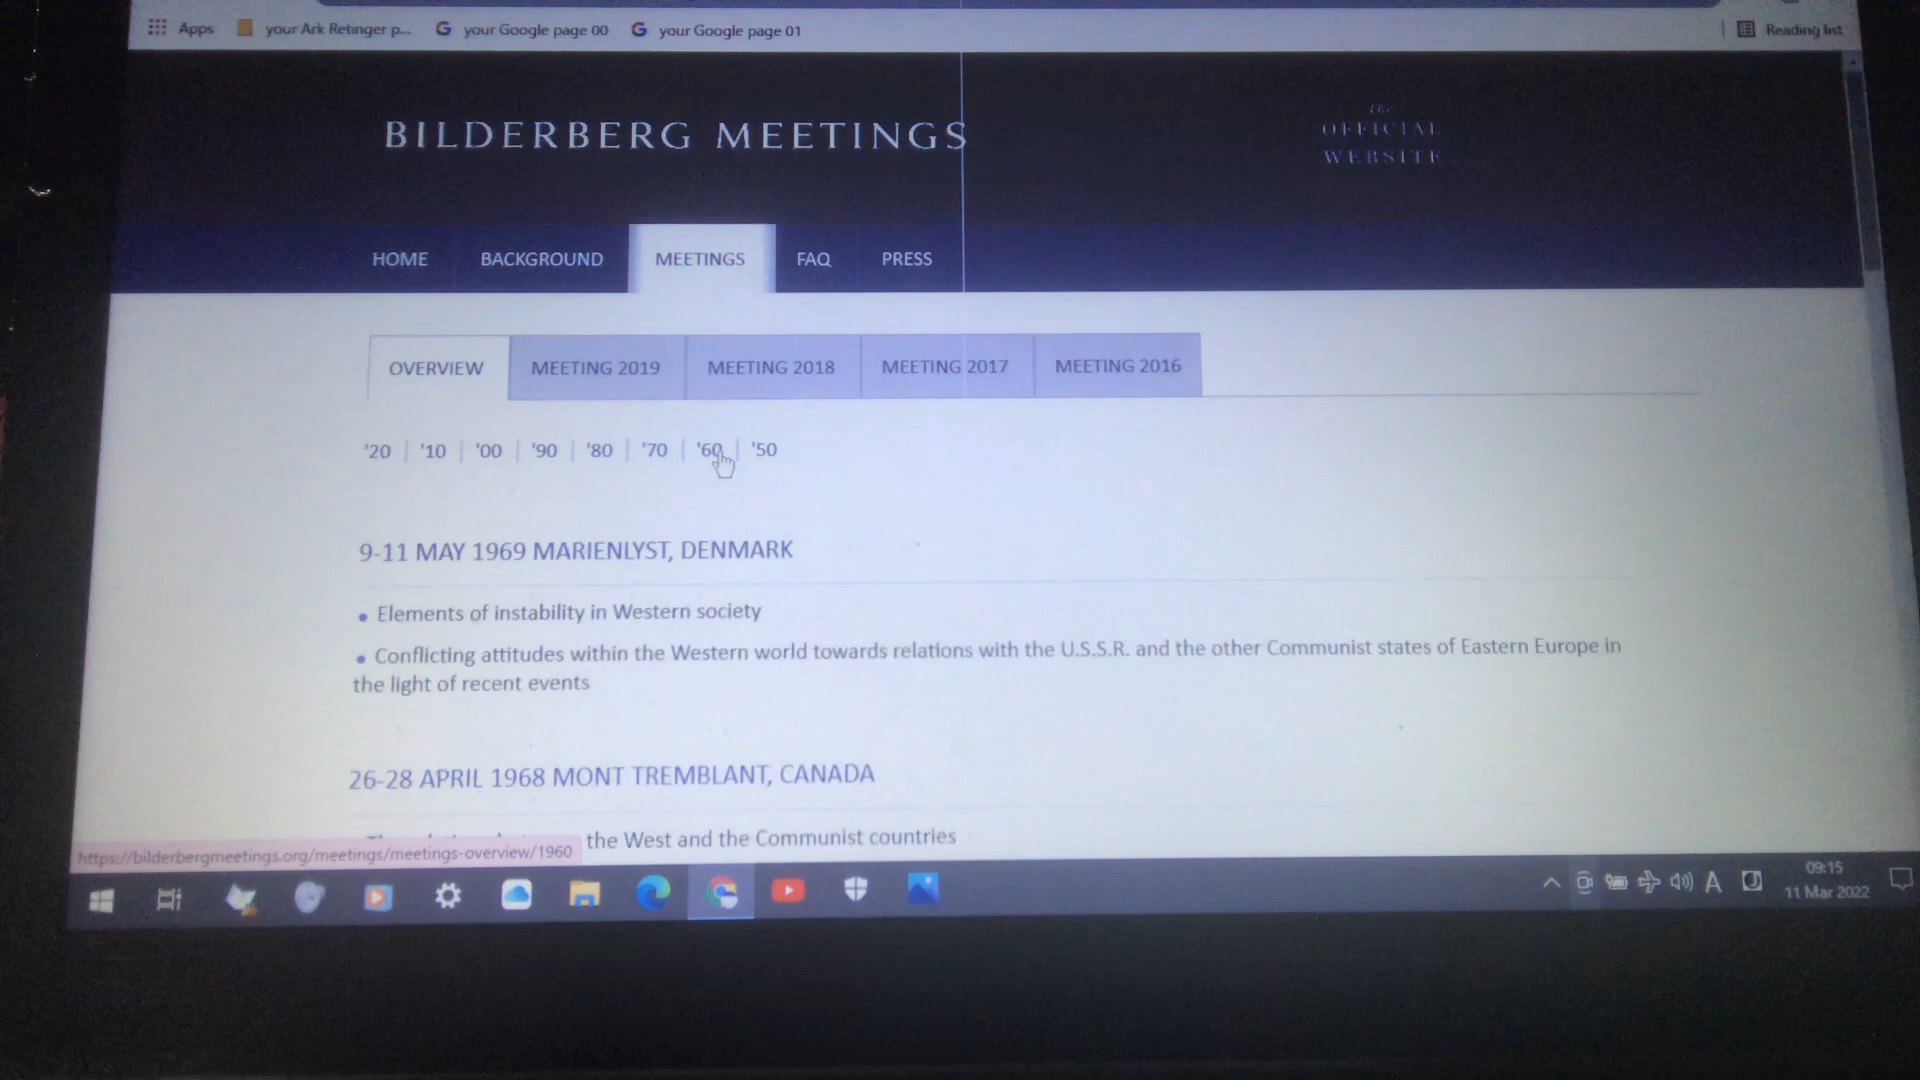 Apps your Ark Retinger p... your Google page 00 your Google page 01 Reading list
BILDERBERG MEETINGS
The
OFFICIAL
WEBSITE
HOME BACKGROUND MEETINGS FAQ PRESS
OVERVIEW MEETING 2019 MEETING 2018 MEETING 2017 MEETING 2016
'20 | '10 | '00 | '90 | '80 | '70 | '60 | '50
9-11 MAY 1969 MARIENLYST, DENMARK
• Elements of instability in Western society
• Conflicting attitudes within the Western world towards relations with the U.S.S.R. and the other Communist states of Eastern Europe in
the light of recent events
26-28 APRIL 1968 MONT TREMBLANT, CANADA
the West and the Communist countries
https://bilderbergmeetings.org/meetings/meetings-overview/1960
A
09:15
11 Mar 2022